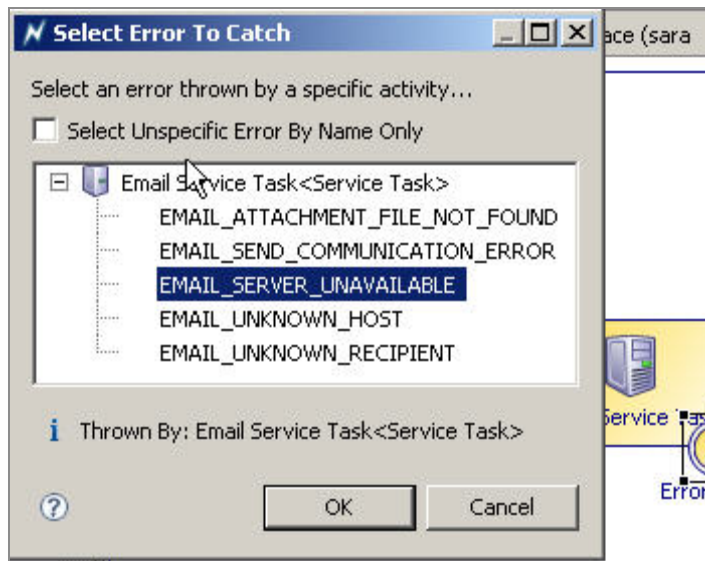 Select Error To Catch
ace (sara
Select an error thrown by a specific activity...
Select Unspecific Error By Name Only
Email Service Task<Service Task>
EMAIL_ATTACHMENT_FILE_NOT_FOUND
EMAIL_SEND_COMMUNICATION_ERROR
EMAIL_SERVER_UNAVAILABLE
EMAIL_UNKNOWN_HOST
EMAIL_UNKNOWN_RECIPIENT
Thrown By: Email Service Task<Service Task>
Service Tas
Error
OK
Cancel